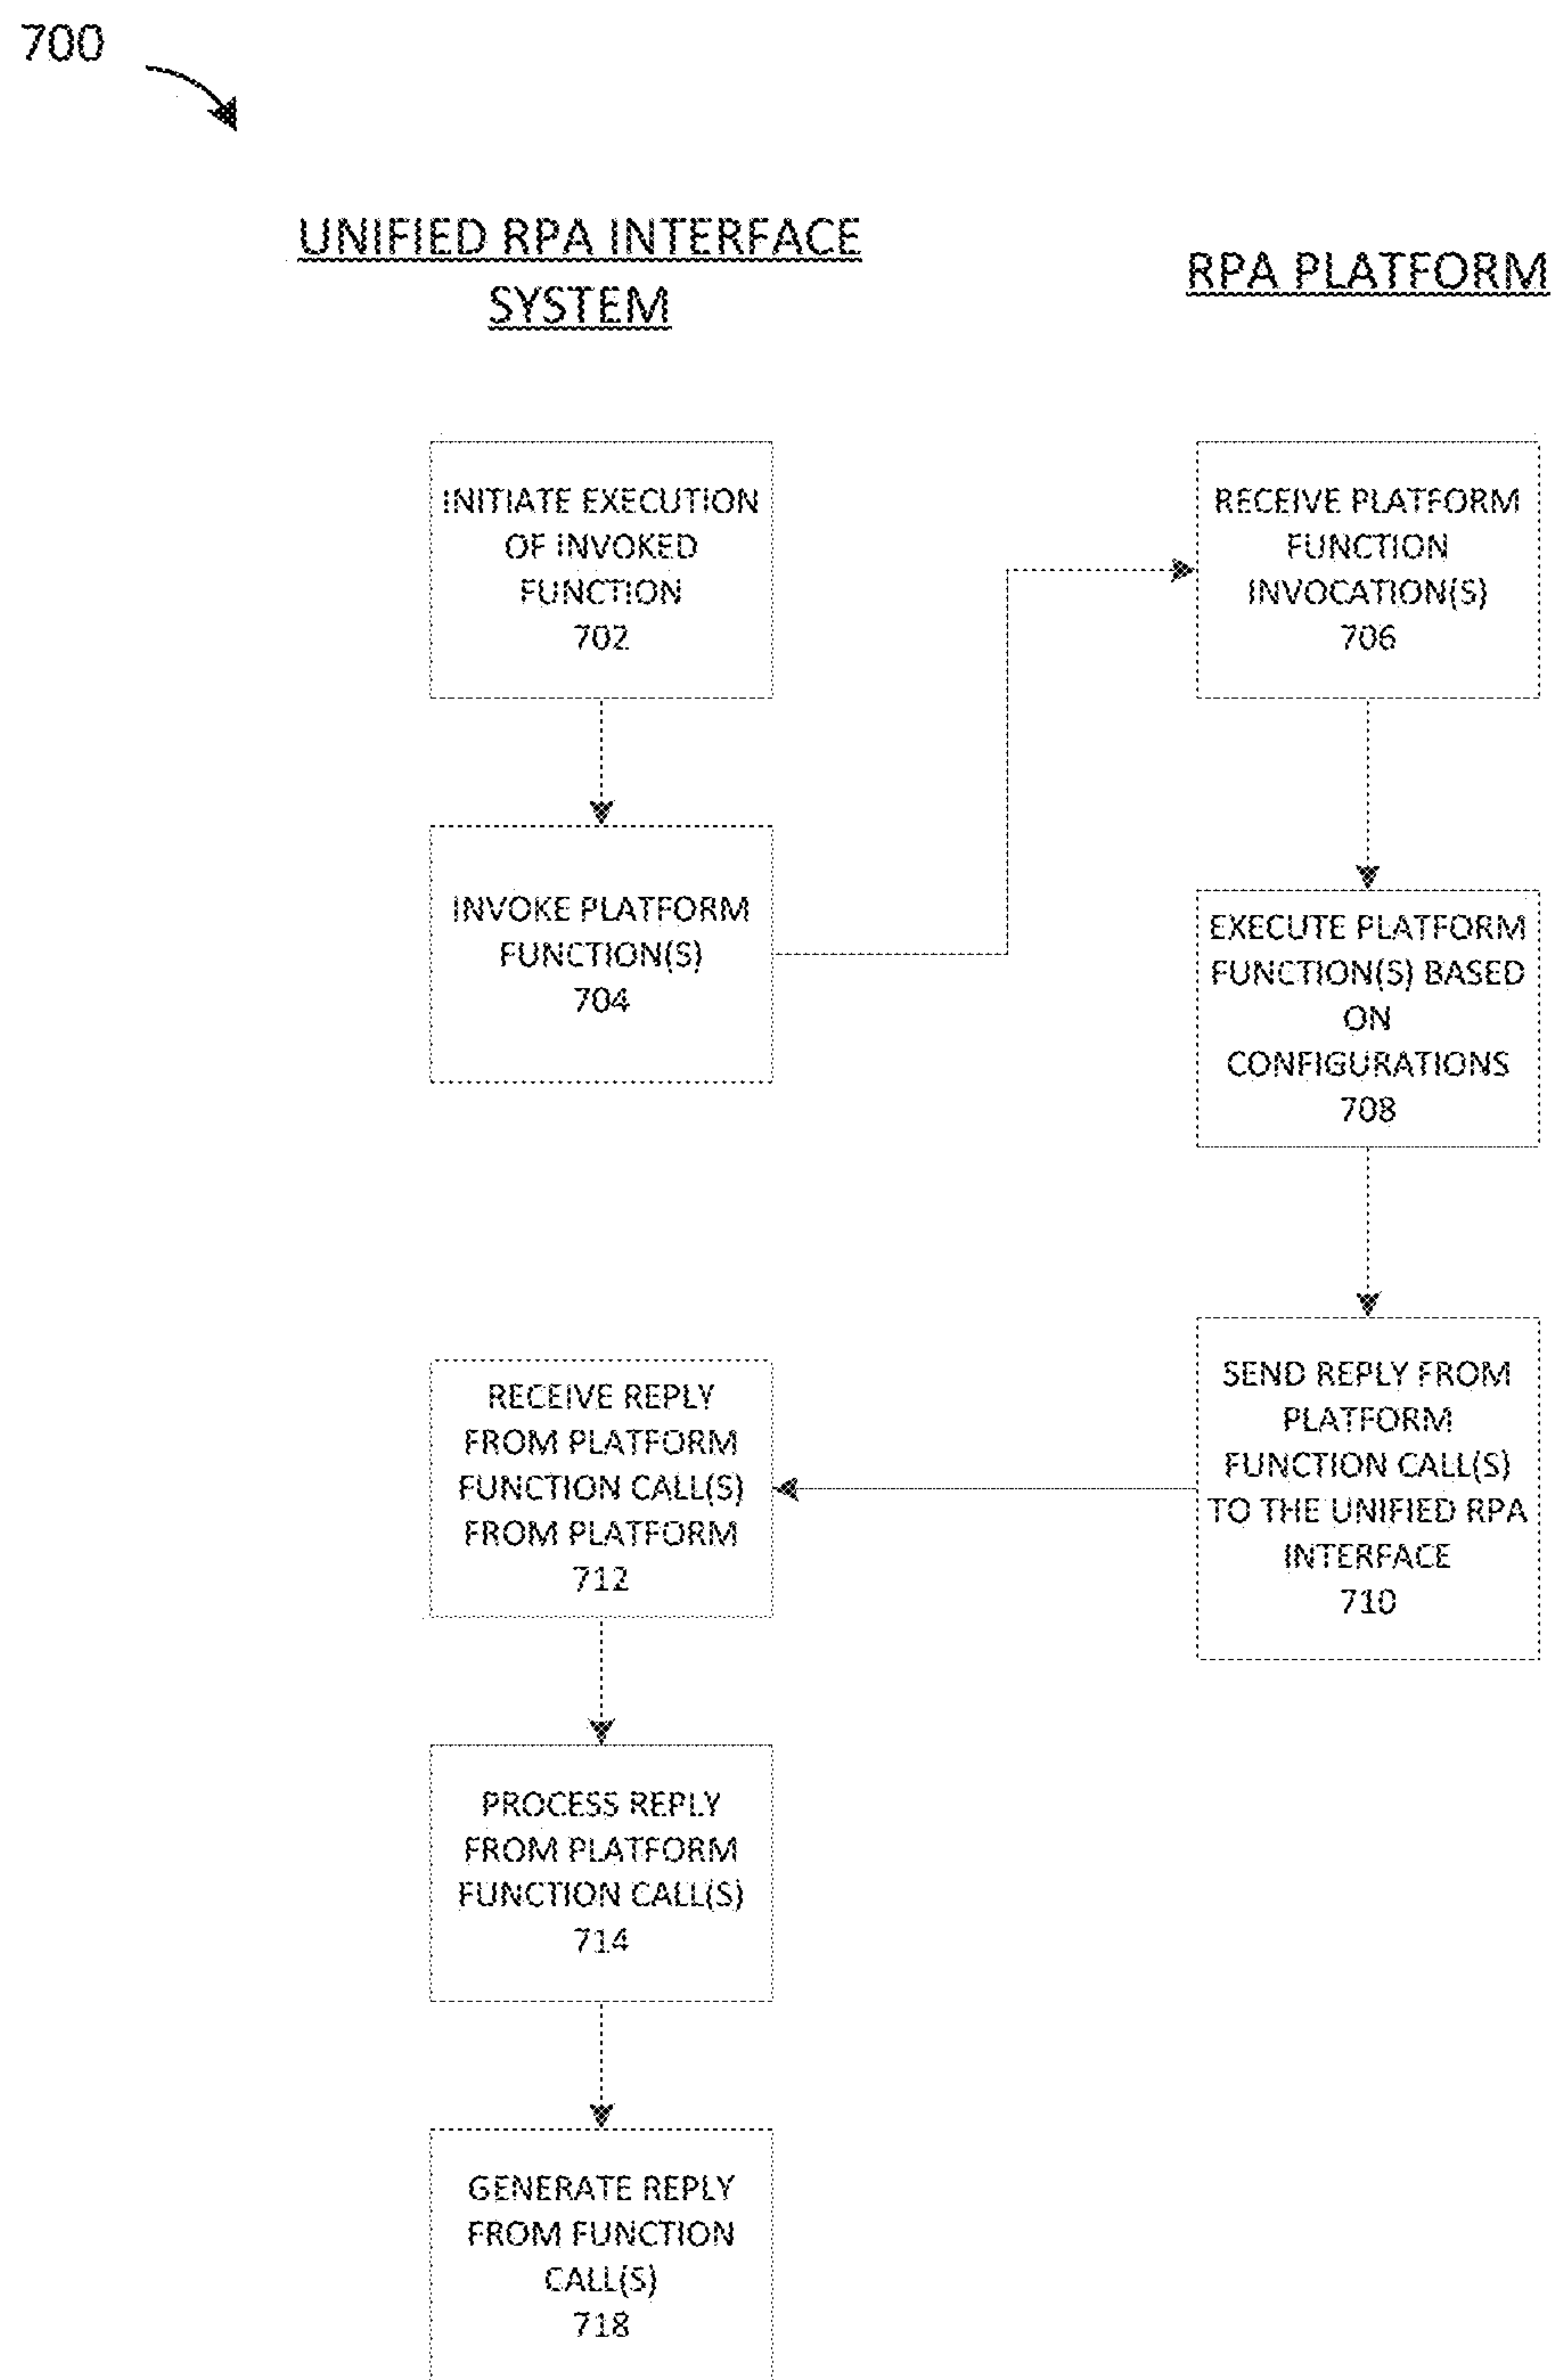 700
UNIFIED RPA INTERFACE
SYSTEM
RPA PLATFORM
INITIATE EXECUTION
OF INVOKED
FUNCTION
702
INVOKE PLATFORM
FUNCTION(S)
704
RECEIVE PLATFORM
FUNCTION
INVOCATION(S)
706
EXECUTE PLATFORM
FUNCTION(S) BASED
ON
CONFIGURATIONS
708
SEND REPLY FROM
PLATFORM
FUNCTION CALL(S)
TO THE UNIFIED RPA
INTERFACE
710
RECEIVE REPLY
FROM PLATFORM
FUNCTION CALL(S)
FROM PLATFORM
712
PROCESS REPLY
FROM PLATFORM
FUNCTION CALL(S)
714
GENERATE REPLY
FROM FUNCTION
CALL(S)
718